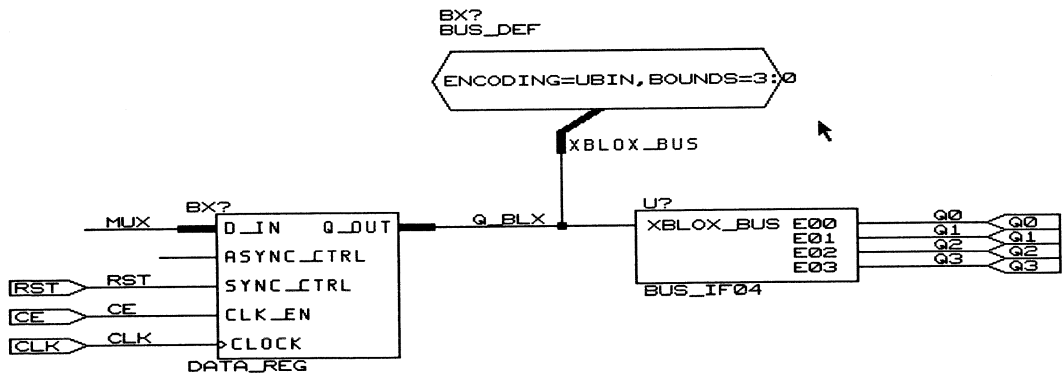 BX?
BUS_DEF
ENCODING=UBIN,BOUNDS=3:0
XBLOX_BUS
BX?
MUX
D_IN Q_OUT
Q_BLX
U?
XBLOX_BUS E00
Q0 Q0
E01 Q1 Q1
E02 Q2 Q2
E03 Q3 Q3
ASYNC_CTRL
RST RST SYNC_CTRL
BUS_IF04
CE CE CLK_EN
CLK CLK CLOCK
DATA_REG